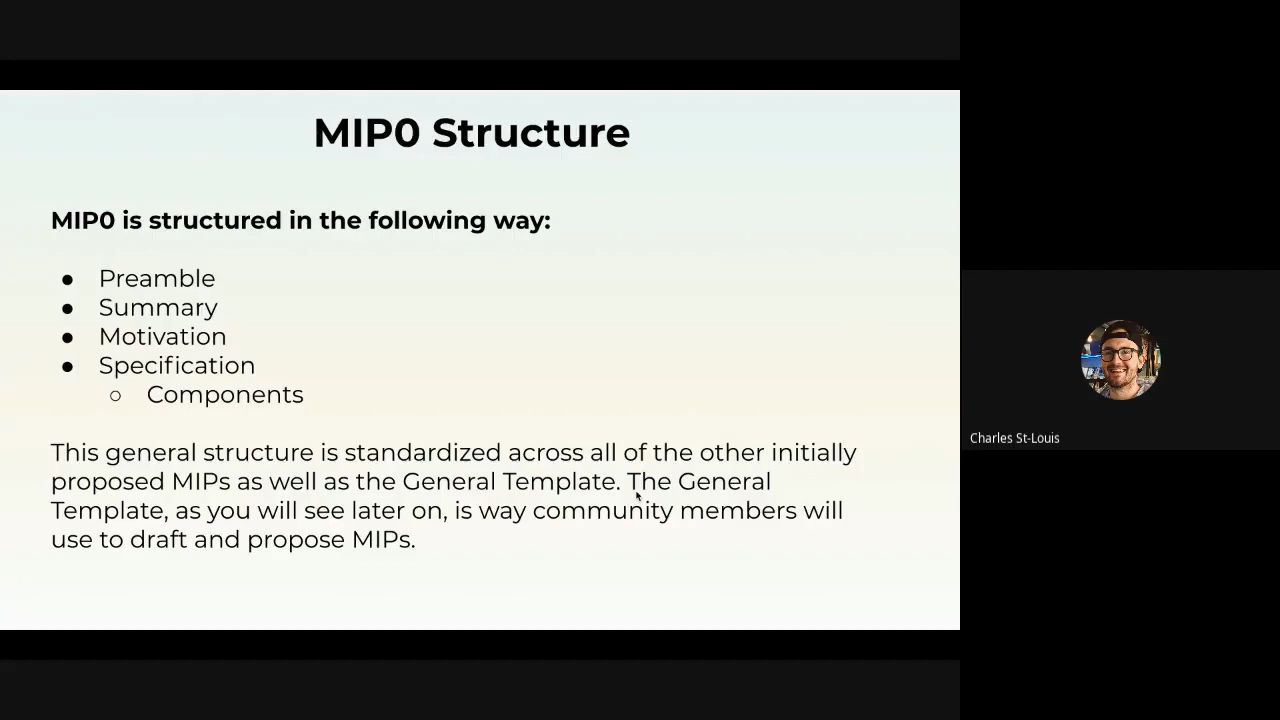 MIP0 Structure
MIP0 is structured in the following way:
● Preamble
● Summary
● Motivation
● Specification
○ Components
This general structure is standardized across all of the other initially
proposed MIPs as well as the General Template. The General
Template, as you will see later on, is way community members will
use to draft and propose MIPs.
Charles St-Louis